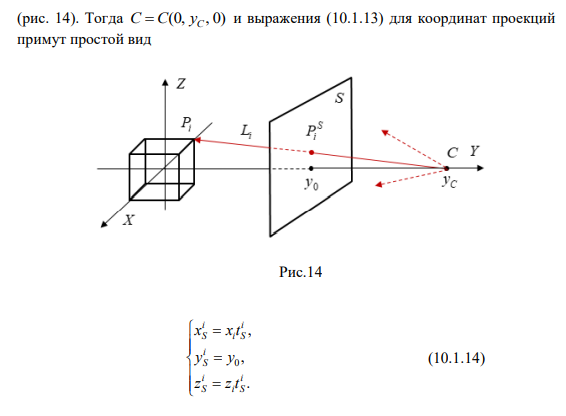 (рис. 14). Тогда C = C(0, y_C, 0) и выражения (10.1.13) для координат проекций
примут простой вид
Z
S
P_i
L_i
P_i^S
C Y
y_0
y_C
X
Рис.14
x_S^i = x_i t_S^i,
y_S^i = y_0, (10.1.14)
z_S^i = z_i t_S^i.